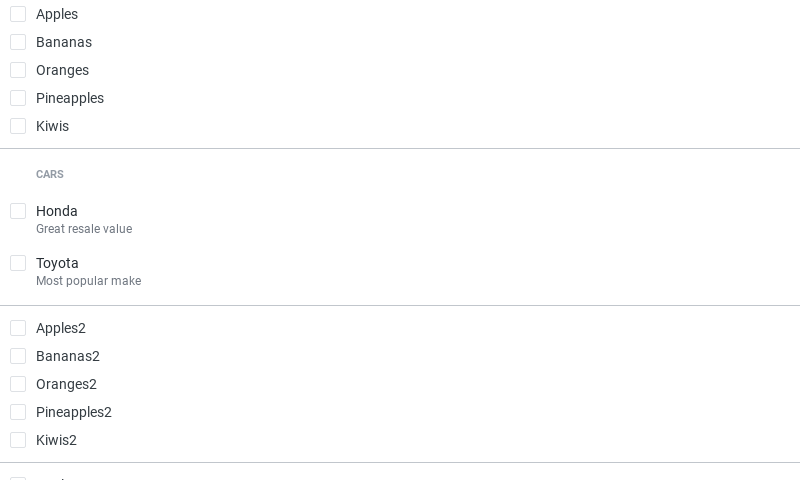 Apples
Bananas
Oranges
Pineapples
Kiwis
CARS
Honda
Great resale value
Toyota
Most popular make
Apples2
Bananas2
Oranges2
Pineapples2
Kiwis2